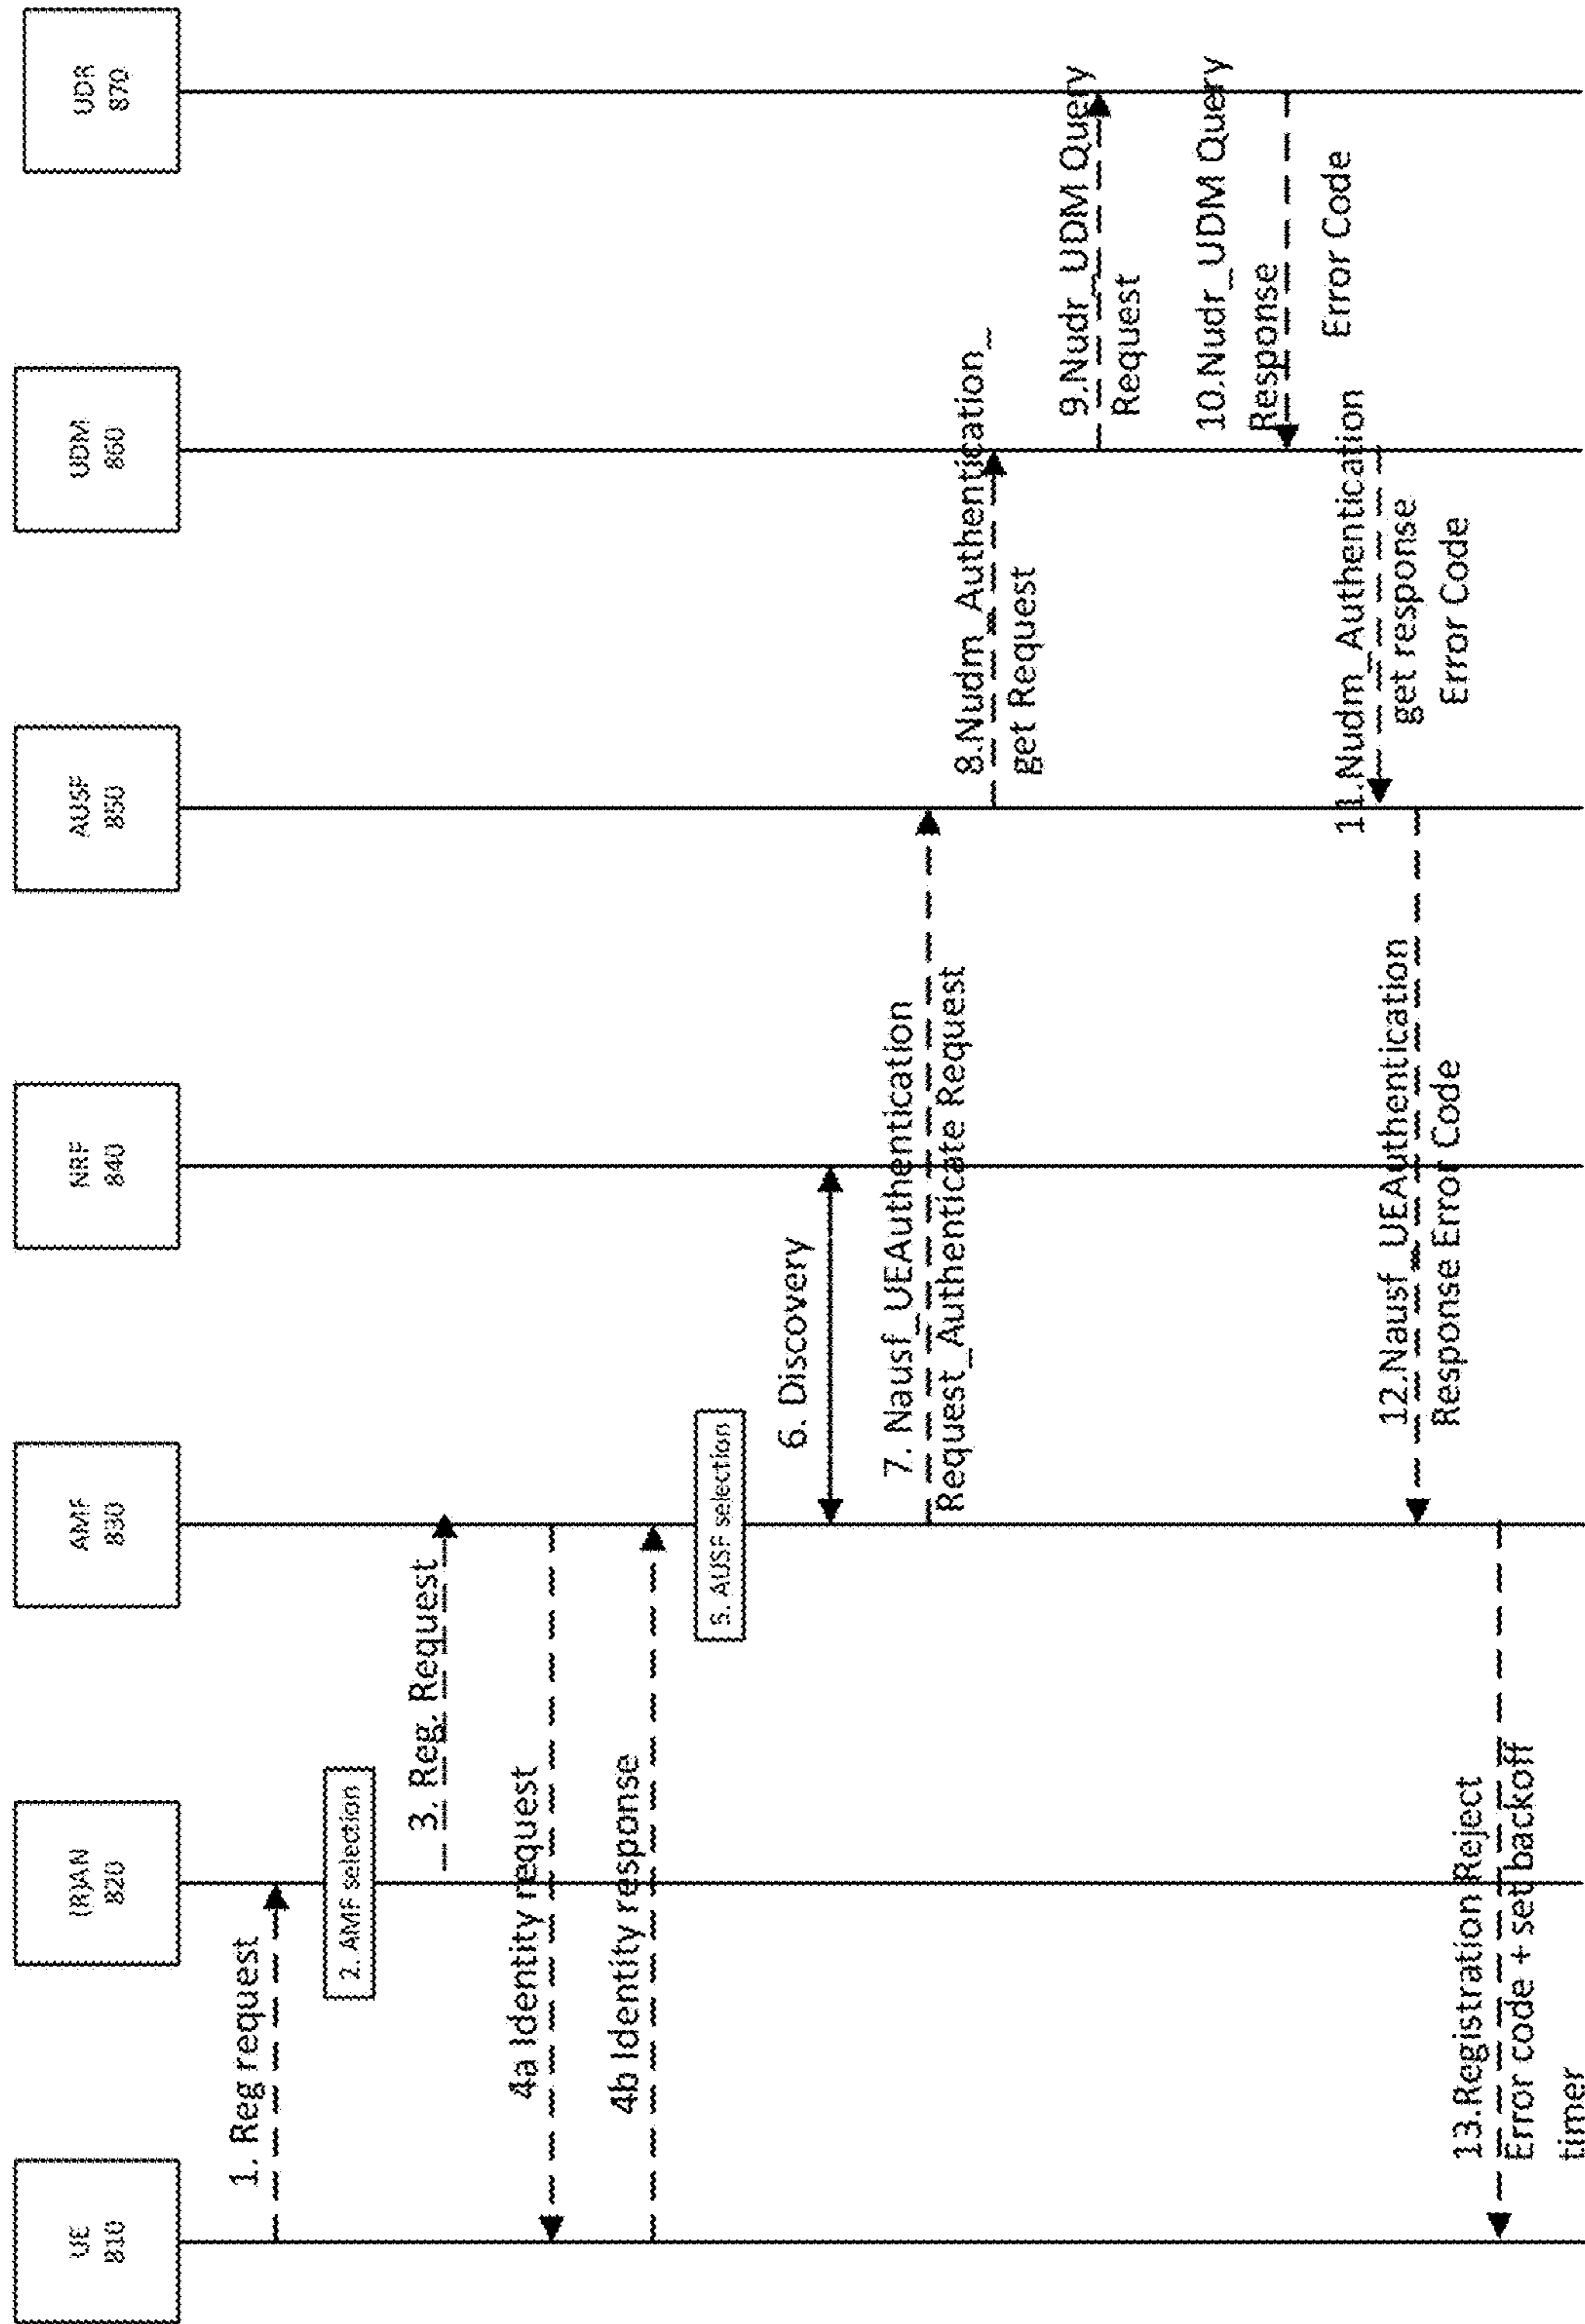 UE
810
(R)AN
820
AMF
830
NRF
840
AUSF
850
UDM
860
UDR
870
1. Reg request
2. AMF selection
3. Reg. Request
4a Identity request
4b Identity response
5. AUSF selection
6. Discovery
7. Nausf_UEAuthentication
Request_Authenticate Request
8.Nudm_Authentication_
get Request
9.Nudr_UDM Query
Request
10.Nudr_UDM Query
Response
Error Code
11.Nudm_Authentication
get response
Error Code
12.Nausf_UEAuthentication
Response Error Code
13.Registration Reject
Error code + set backoff
timer